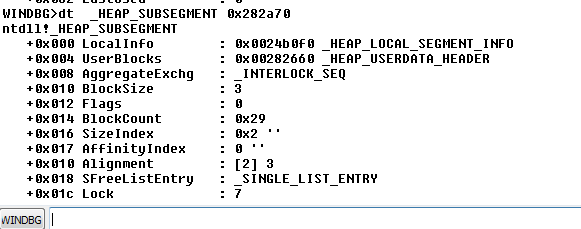 WINDBG>dt _HEAP_SUBSEGMENT 0x282a70
ntdll!_HEAP_SUBSEGMENT
+0x000 LocalInfo : 0x0024b0f0 _HEAP_LOCAL_SEGMENT_INFO
+0x004 UserBlocks : 0x00282660 _HEAP_USERDATA_HEADER
+0x008 AggregateExchg : _INTERLOCK_SEQ
+0x010 BlockSize : 3
+0x012 Flags : 0
+0x014 BlockCount : 0x29
+0x016 SizeIndex : 0x2 ''
+0x017 AffinityIndex : 0 ''
+0x010 Alignment : [2] 3
+0x018 SFreeListEntry : _SINGLE_LIST_ENTRY
+0x01c Lock : 7
WINDBG